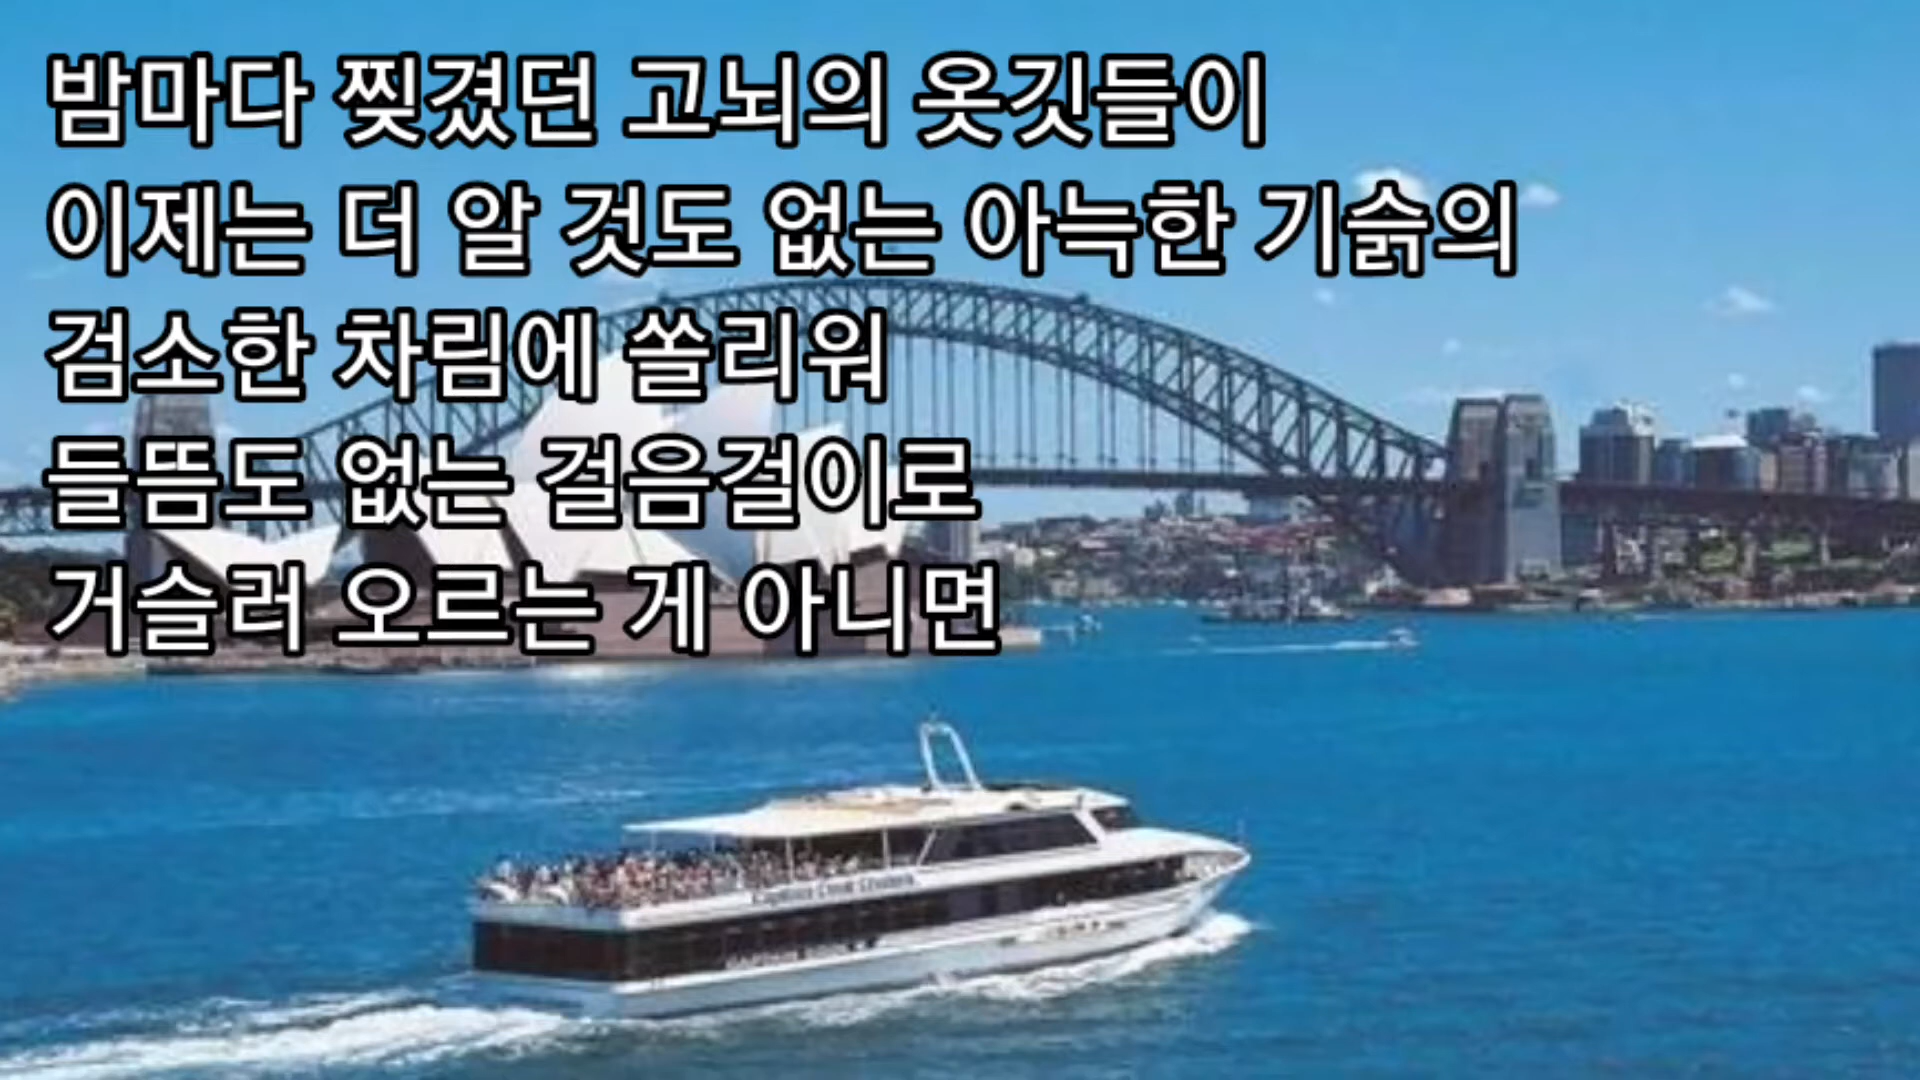 밤마다 찢겼던 고뇌의 옷깃들이
이제는 더 알 것도 없는 아늑한 기슭의
검소한 차림에 쏠리워
들뜸도 없는 걸음걸이로
거슬러 오르는 게 아니면